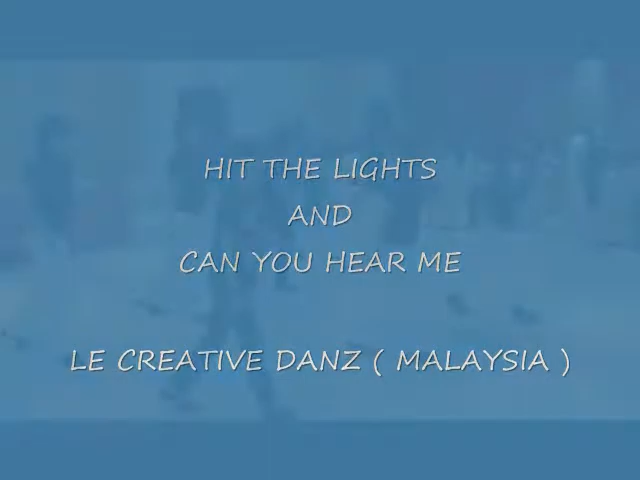 HIT THE LIGHTS
AND
CAN YOU HEAR ME
LE CREATIVE DANZ ( MALAYSIA )